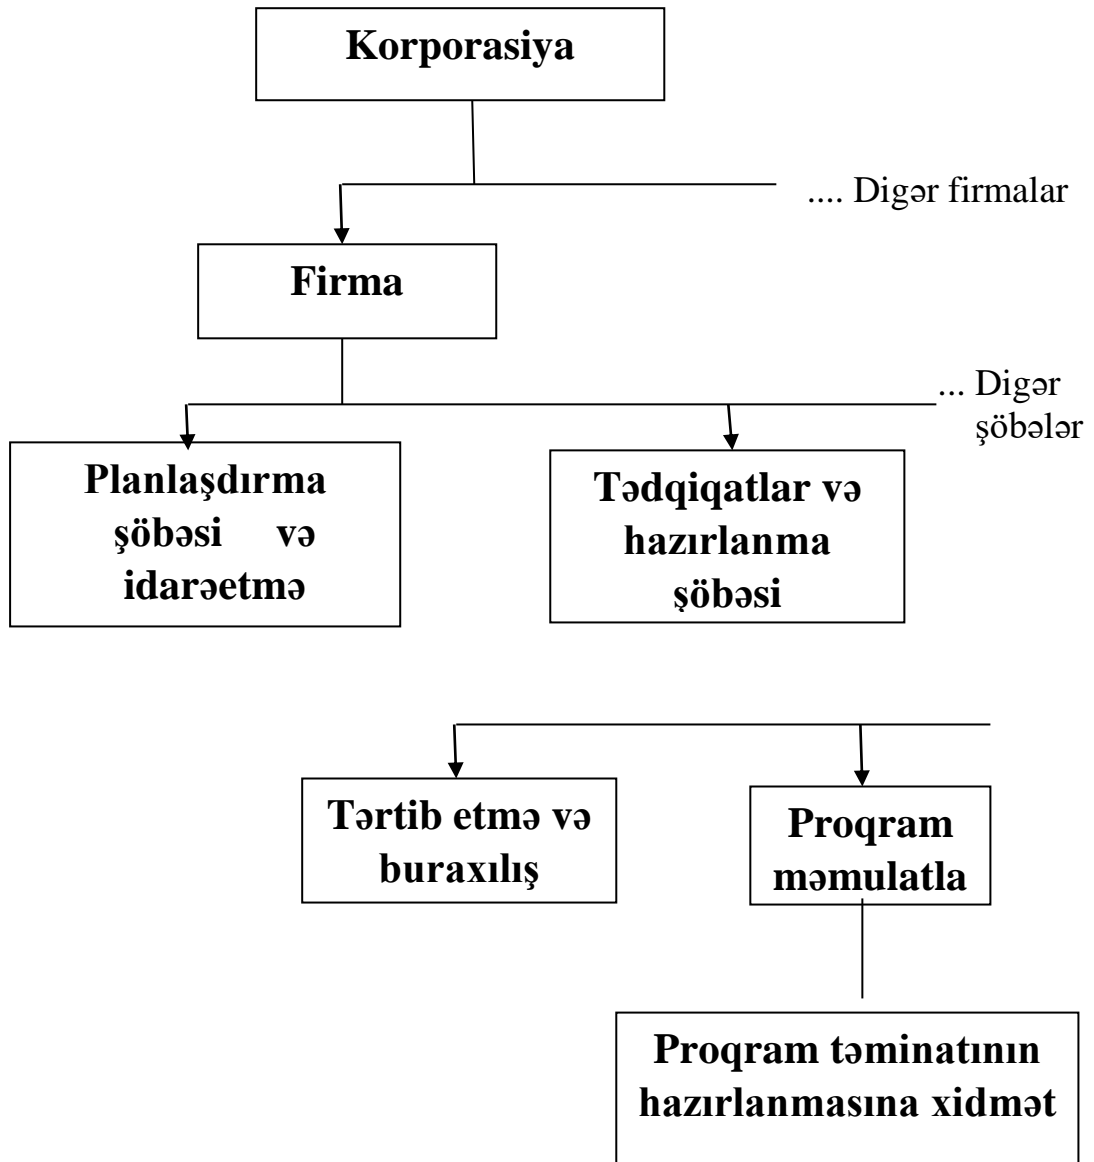 Korporasiya
.... Digər firmalar
Firma
... Digər
şöbələr
Planlaşdırma
şöbəsi və
idarəetmə
Tədqiqatlar və
hazırlanma
şöbəsi
Tərtib etmə və
buraxılış
Proqram
məmulatla
Proqram təminatının
hazırlanmasına xidmət